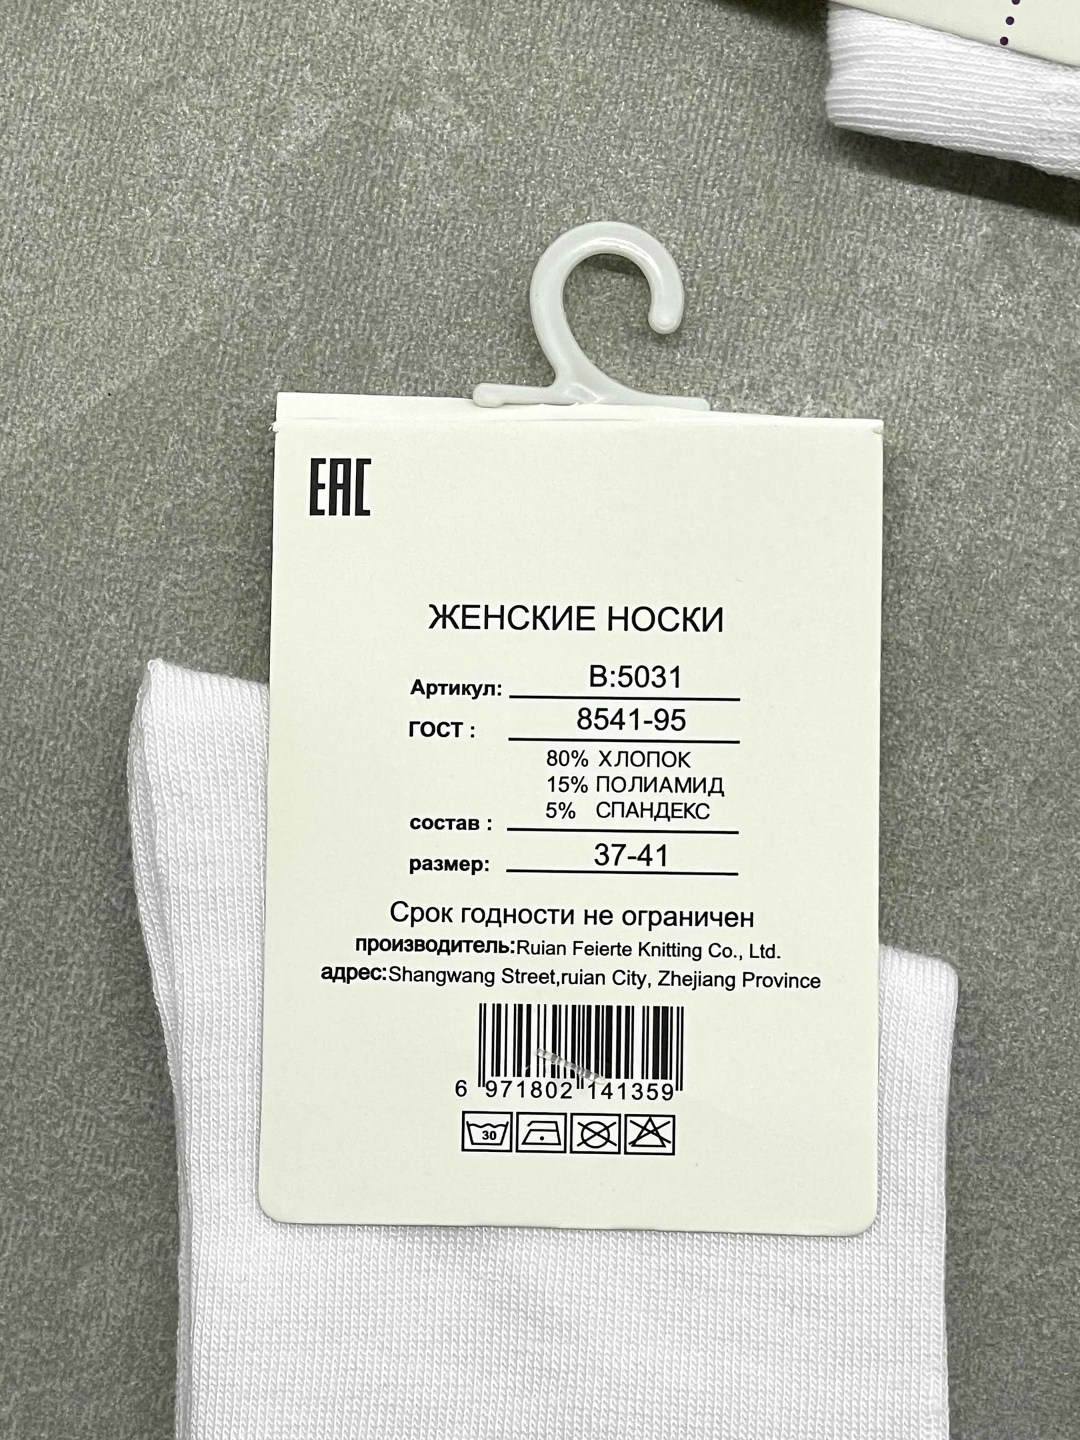 EAC
ЖЕНСКИЕ НОСКИ
Артикул: B:5031
ГОСТ : 8541-95
80% ХЛОПОК
15% ПОЛИАМИД
5% СПАНДЕКС
состав :
размер: 37-41
Срок годности не ограничен
производитель:Ruian Feierte Knitting Co., Ltd.
адрес:Shangwang Street,ruian City, Zhejiang Province
6 971802 141359
30